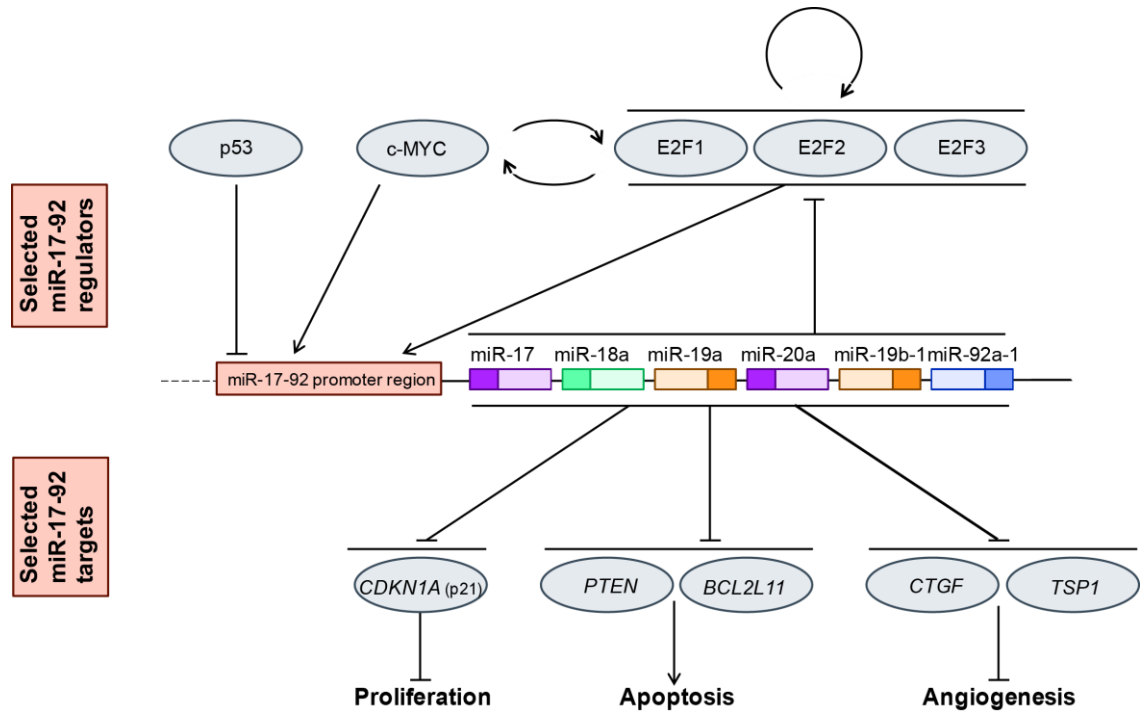 p53
c-MYC
E2F1
E2F2
E2F3
Selected
miR-17-92
regulators
miR-17
miR-18a
miR-19a
miR-20a
miR-19b-1
miR-92a-1
miR-17-92 promoter region
Selected
miR-17-92
targets
CDKN1A (p21)
PTEN
BCL2L11
CTGF
TSP1
Proliferation
Apoptosis
Angiogenesis